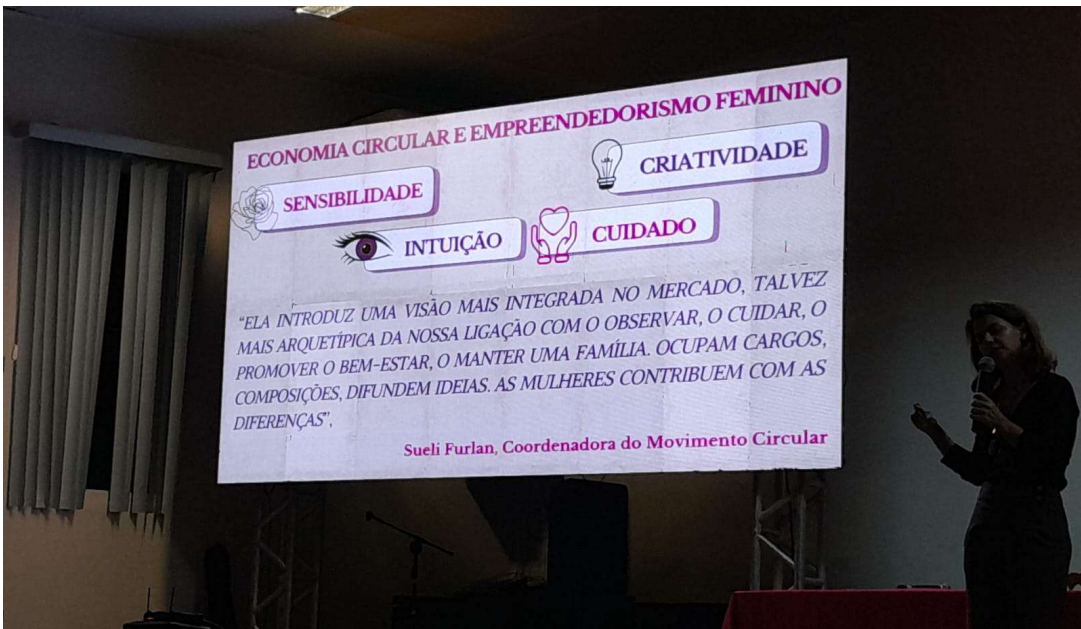 ECONOMIA CIRCULAR E EMPREENDEDORISMO FEMININO
SENSIBILIDADE
CRIATIVIDADE
INTUIÇÃO
CUIDADO
“ELA INTRODUZ UMA VISÃO MAIS INTEGRADA NO MERCADO, TALVEZ
MAIS ARQUETÍPICA DA NOSSA LIGAÇÃO COM O OBSERVAR, O CUIDAR, O
PROMOVER O BEM-ESTAR, O MANTER UMA FAMÍLIA. OCUPAM CARGOS,
COMPOSIÇÕES, DIFUNDEM IDEIAS. AS MULHERES CONTRIBUEM COM AS
DIFERENÇAS”,
Sueli Furlan, Coordenadora do Movimento Circular